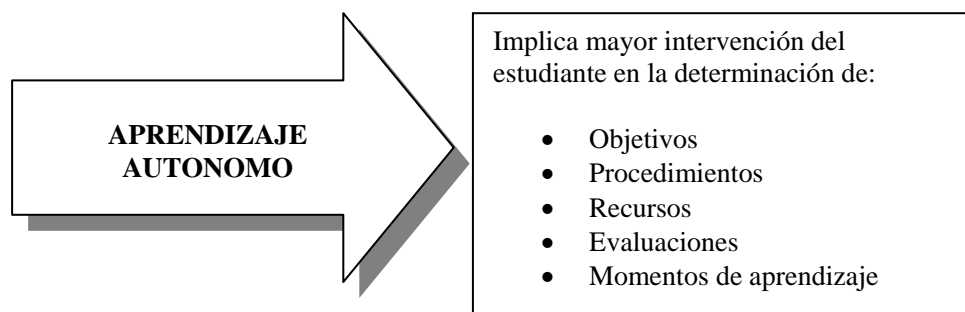 APRENDIZAJE
AUTONOMO
Implica mayor intervención del
estudiante en la determinación de:
• Objetivos
• Procedimientos
• Recursos
• Evaluaciones
• Momentos de aprendizaje